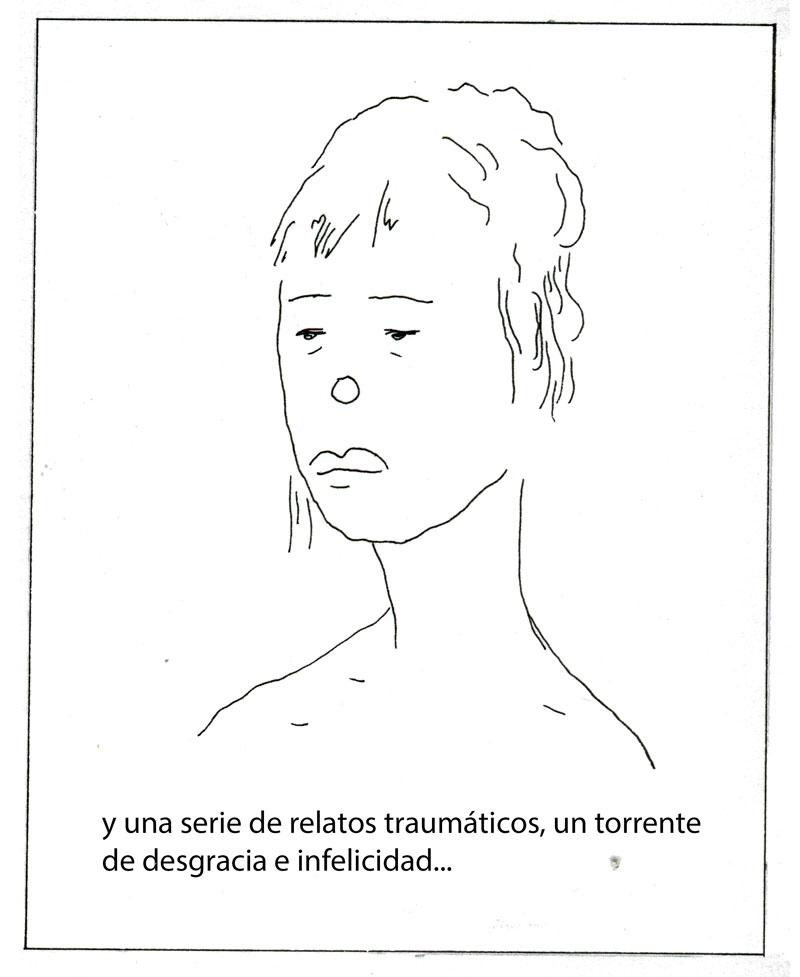 y una serie de relatos traumáticos, un torrente
de desgracia e infelicidad...